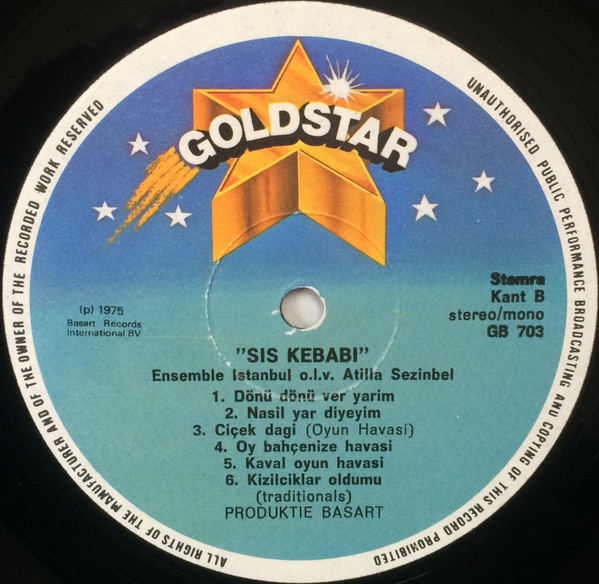 GOLDSTAR
ALL RIGHTS OF THE MANUFACTURER AND OF THE OWNER OF THE RECORDED WORK RESERVED
UNAUTHORISED PUBLIC PERFORMANCE BROADCASTING AND COPYING OF THIS RECORD PROHIBITED
(p) 1975
Basart Records
International BV
Stemra
Kant B
stereo/mono
GB 703
"SIS KEBABI"
Ensemble Istanbul o.l.v. Atilla Sezinbel
1. Dönü dönü ver yarim
2. Nasil yar diyeyim
3. Ciçek dagi (Oyun Havasi)
4. Oy bahçenize havasi
5. Kaval oyun havasi
6. Kizilciklar oldumu
(traditionals)
PRODUKTIE BASART